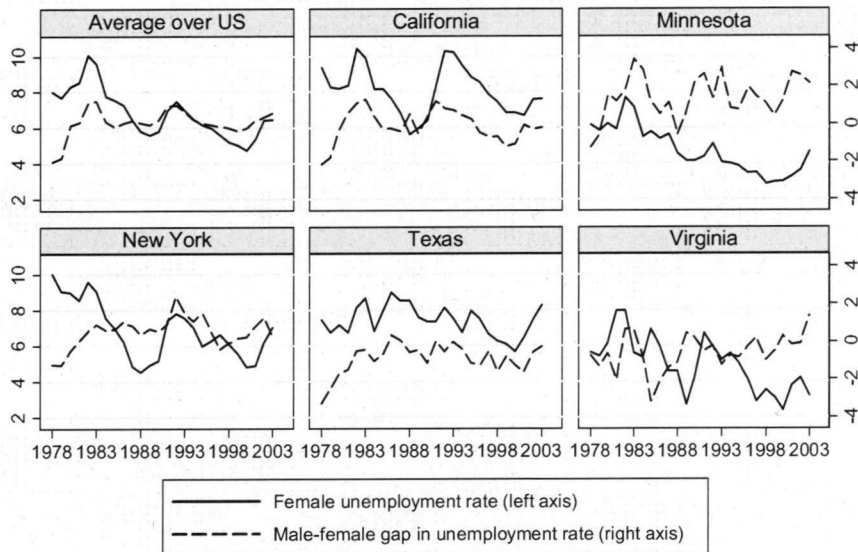 Average over US
California
Minnesota
10
8
6
4
2
4
2
0
-2
-4
New York
Texas
Virginia
10
8
6
4
2
4
2
0
-2
-4
1978 1983 1988 1993 1998 2003
1978 1983 1988 1993 1998 2003
1978 1983 1988 1993 1998 2003
Female unemployment rate (left axis)
Male-female gap in unemployment rate (right axis)